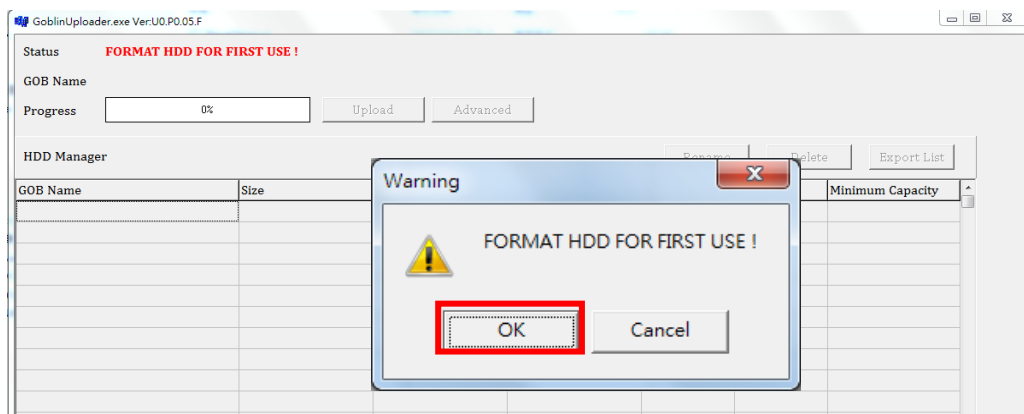 GoblinUploader.exe Ver:U0.P0.05.F
Status FORMAT HDD FOR FIRST USE !
GOB Name
Progress 0% Upload Advanced
HDD Manager Rename Delete Export List
GOB Name Size Minimum Capacity
Warning
FORMAT HDD FOR FIRST USE !
OK Cancel